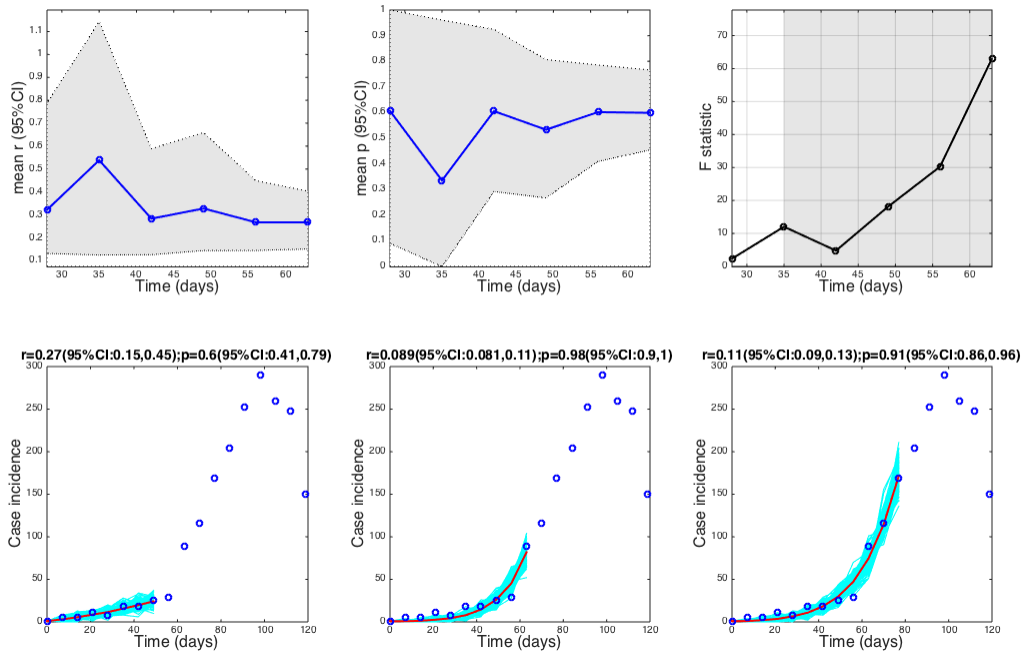 mean r (95%CI)
1.1
1
0.9
0.8
0.7
0.6
0.5
0.4
0.3
0.2
0.1
30 35 40 45 50 55 60
Time (days)
mean p (95%CI)
1
0.9
0.8
0.7
0.6
0.5
0.4
0.3
0.2
0.1
0
30 35 40 45 50 55 60
Time (days)
F statistic
70
60
50
40
30
20
10
0
30 35 40 45 50 55 60
Time (days)
r=0.27(95%CI:0.15,0.45);p=0.6(95%CI:0.41,0.79)
Case incidence
300
250
200
150
100
50
0
0 20 40 60 80 100 120
Time (days)
r=0.089(95%CI:0.081,0.11);p=0.98(95%CI:0.9,1)
Case incidence
300
250
200
150
100
50
0
0 20 40 60 80 100 120
Time (days)
r=0.11(95%CI:0.09,0.13);p=0.91(95%CI:0.86,0.96)
Case incidence
300
250
200
150
100
50
0
0 20 40 60 80 100 120
Time (days)